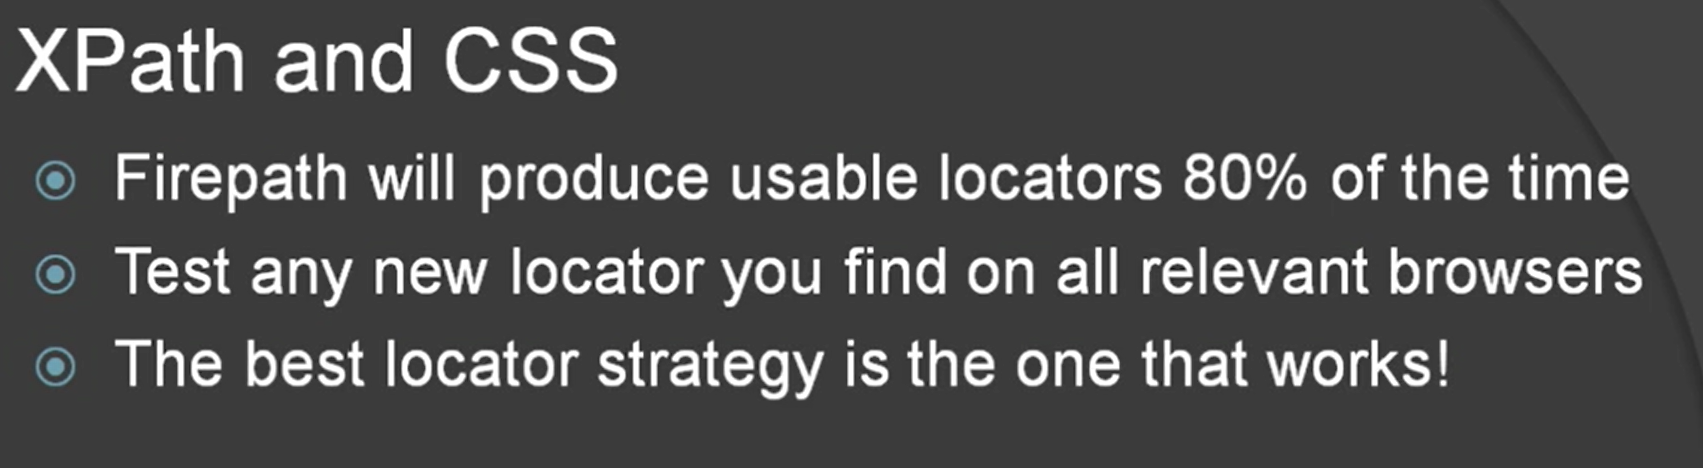 XPath and CSS
Firepath will produce usable locators 80% of the time
Test any new locator you find on all relevant browsers
The best locator strategy is the one that works!